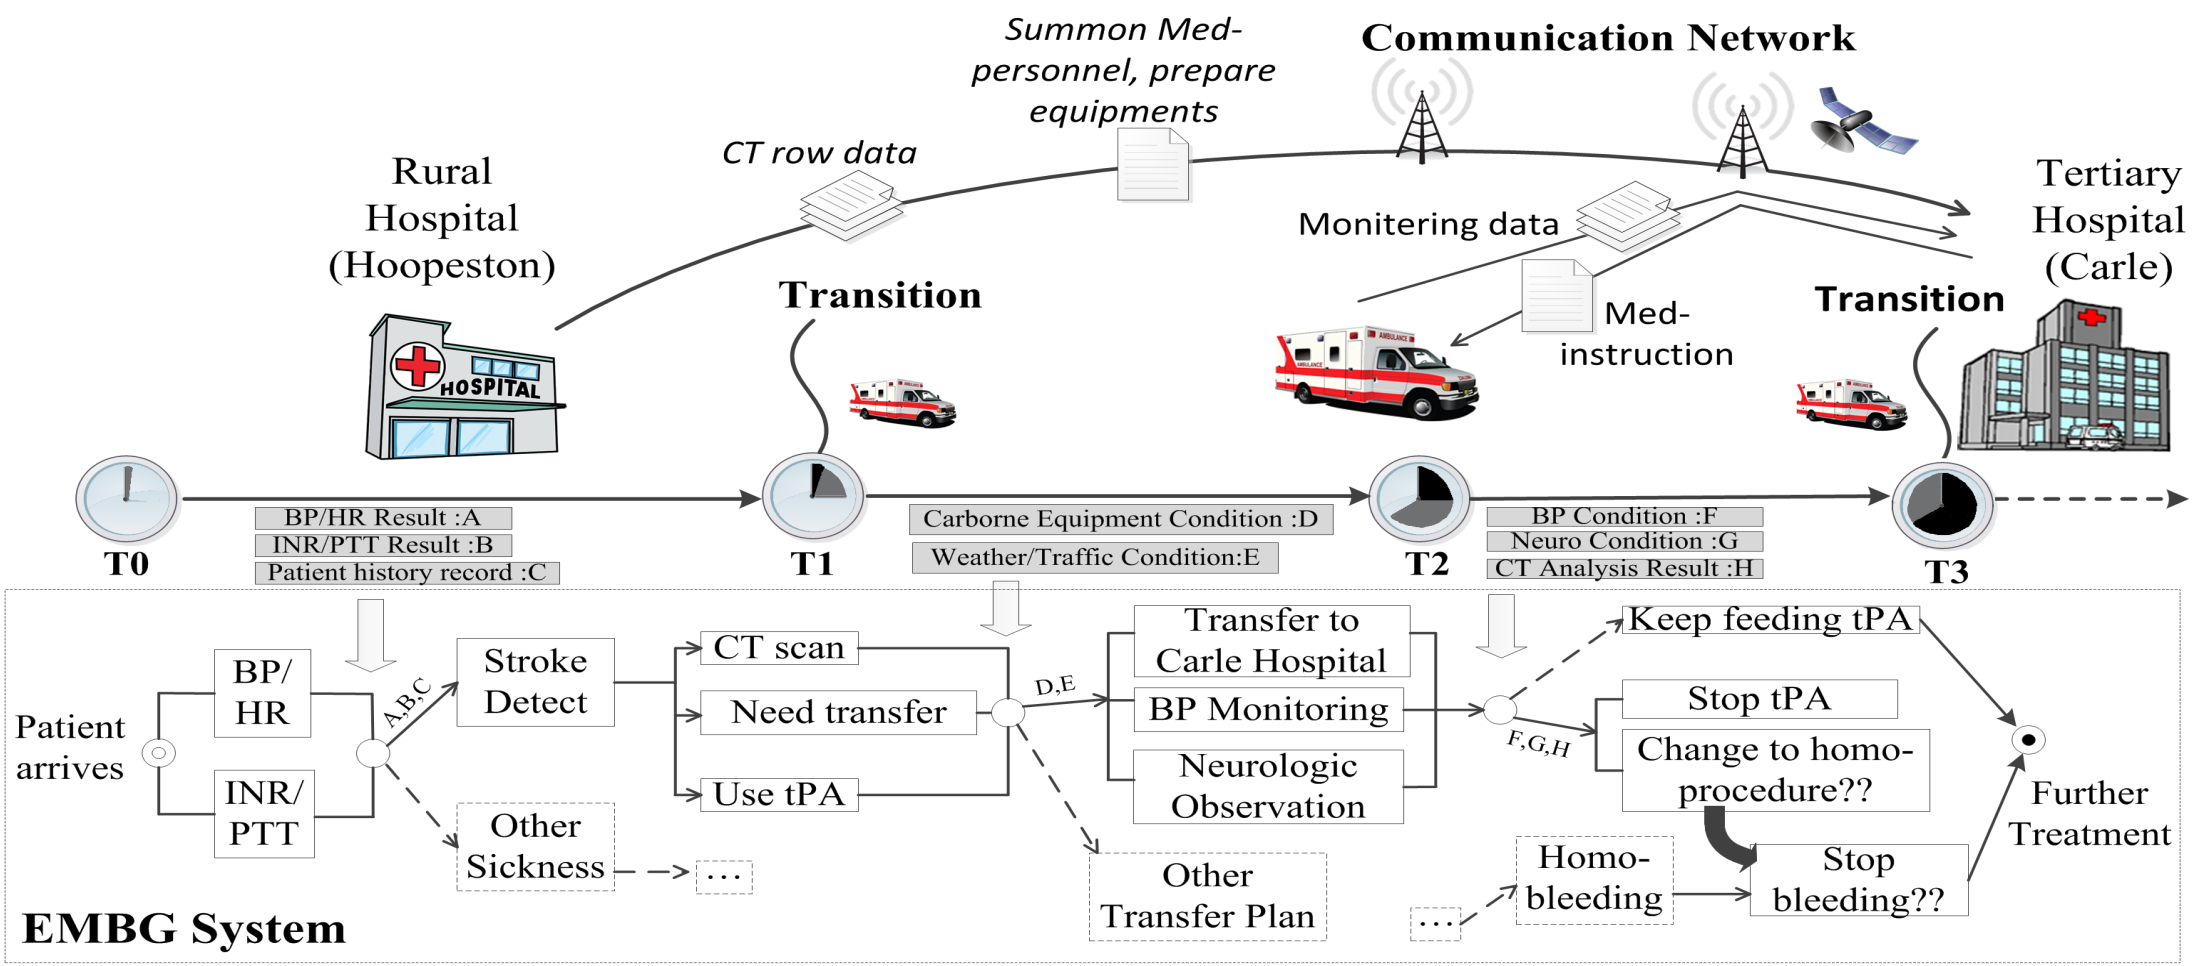 Summon Med-
personnel, prepare
equipments
Communication Network
CT row data
Rural
Hospital
(Hoopeston)
Tertiary
Hospital
(Carle)
Monitering data
Transition
Transition
Med-
instruction
HOSPITAL
AMBULANCE
AMBULANCE
T0
BP/HR Result :A
INR/PTT Result :B
Patient history record :C
T1
Carborne Equipment Condition :D
Weather/Traffic Condition:E
T2
BP Condition :F
Neuro Condition :G
CT Analysis Result :H
T3
Patient
arrives
BP/
HR
INR/
PTT
A,B,C
Stroke
Detect
Other
Sickness
...
CT scan
Need transfer
Use tPA
D,E
Transfer to
Carle Hospital
BP Monitoring
Neurologic
Observation
Other
Transfer Plan
F,G,H
Keep feeding tPA
Stop tPA
Change to homo-
procedure??
...
Homo-
bleeding
Stop
bleeding??
Further
Treatment
EMBG System